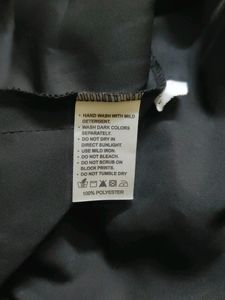 • HAND WASH WITH MILD
DETERGENT.
• WASH DARK COLORS
SEPARATELY.
• DO NOT DRY IN
DIRECT SUNLIGHT.
• USE MILD IRON.
• DO NOT BLEACH.
• DO NOT SCRUB ON
BLOCK PRINTS.
• DO NOT TUMBLE DRY
100% POLYESTER